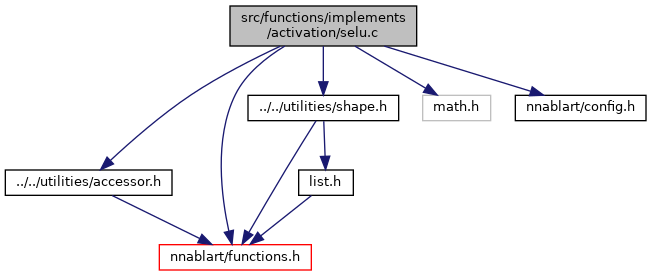 src/functions/implements
/activation/selu.c
../../utilities/shape.h
math.h
nnablart/config.h
../../utilities/accessor.h
list.h
nnablart/functions.h